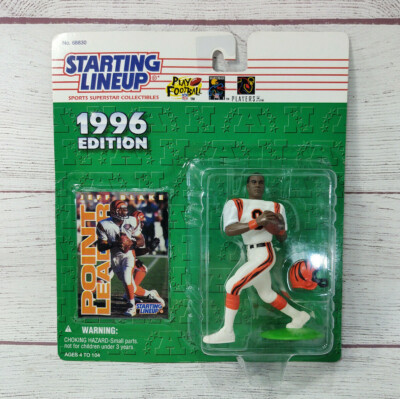 STARTING
LINEUP®
SPORTS SUPERSTAR COLLECTIBLES
PLAY
FOOTBALL
PLAYERS
1996
EDITION
POINT
LEADER
STARTING
LINEUP
WARNING:
CHOKING HAZARD-Small parts
not for children under 3 years.
AGES 4 TO 104